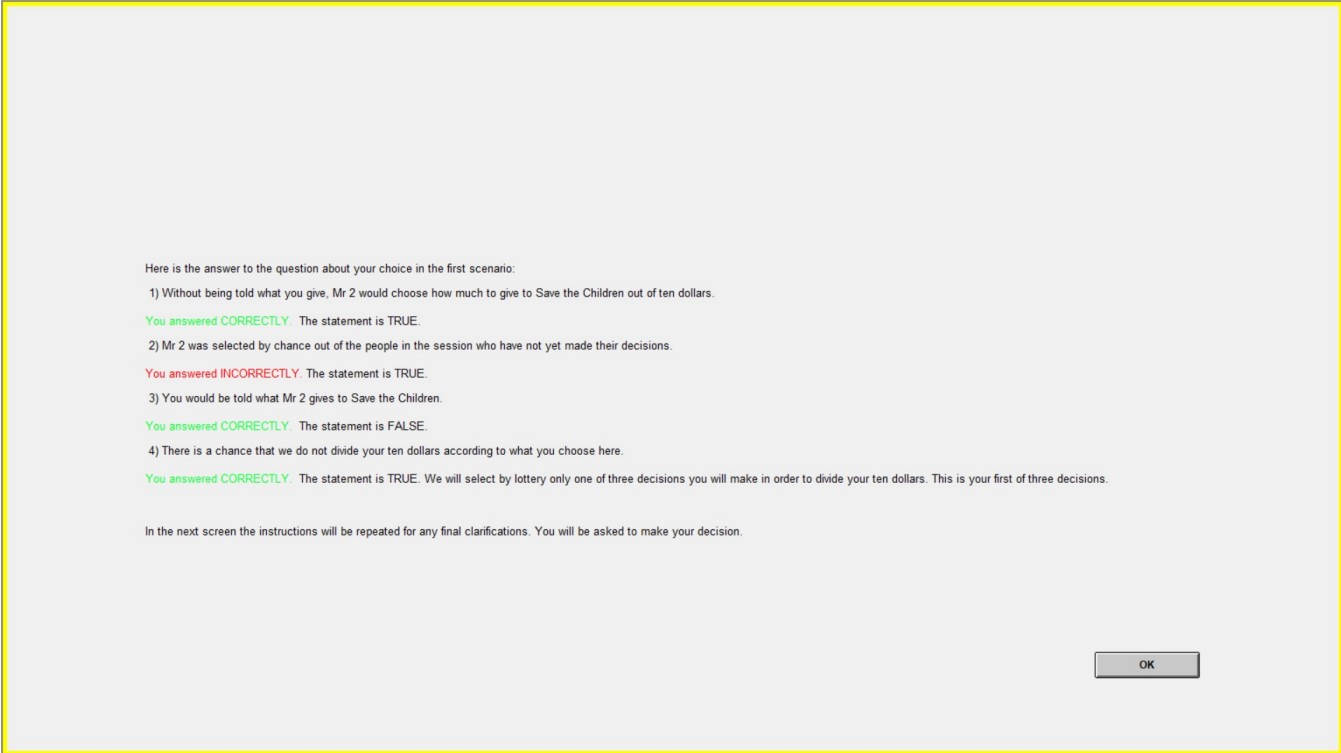 Here is the answer to the question about your choice in the first scenario:
1) Without being told what you give, Mr 2 would choose how much to give to Save the Children out of ten dollars.
You answered CORRECTLY. The statement is TRUE.
2) Mr 2 was selected by chance out of the people in the session who have not yet made their decisions.
You answered INCORRECTLY. The statement is TRUE.
3) You would be told what Mr 2 gives to Save the Children.
You answered CORRECTLY. The statement is FALSE.
4) There is a chance that we do not divide your ten dollars according to what you choose here.
You answered CORRECTLY. The statement is TRUE. We will select by lottery only one of three decisions you will make in order to divide your ten dollars. This is your first of three decisions.
In the next screen the instructions will be repeated for any final clarifications. You will be asked to make your decision.
OK